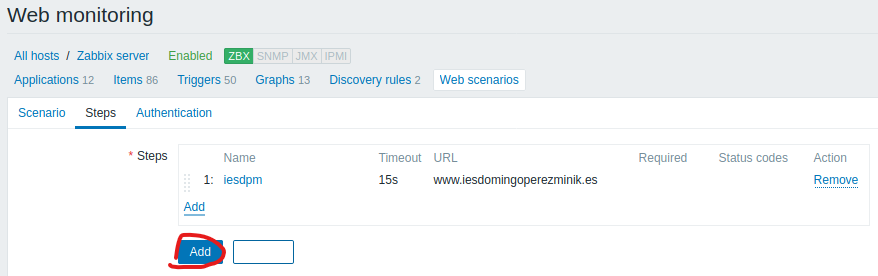 Web monitoring
All hosts / Zabbix server Enabled ZBX SNMP JMX IPMI
Applications 12 Items 86 Triggers 50 Graphs 13 Discovery rules 2 Web scenarios
Scenario Steps Authentication
* Steps Name Timeout URL Required Status codes Action
1: iesdpm 15s www.iesdomingoperezminik.es Remove
Add
Add